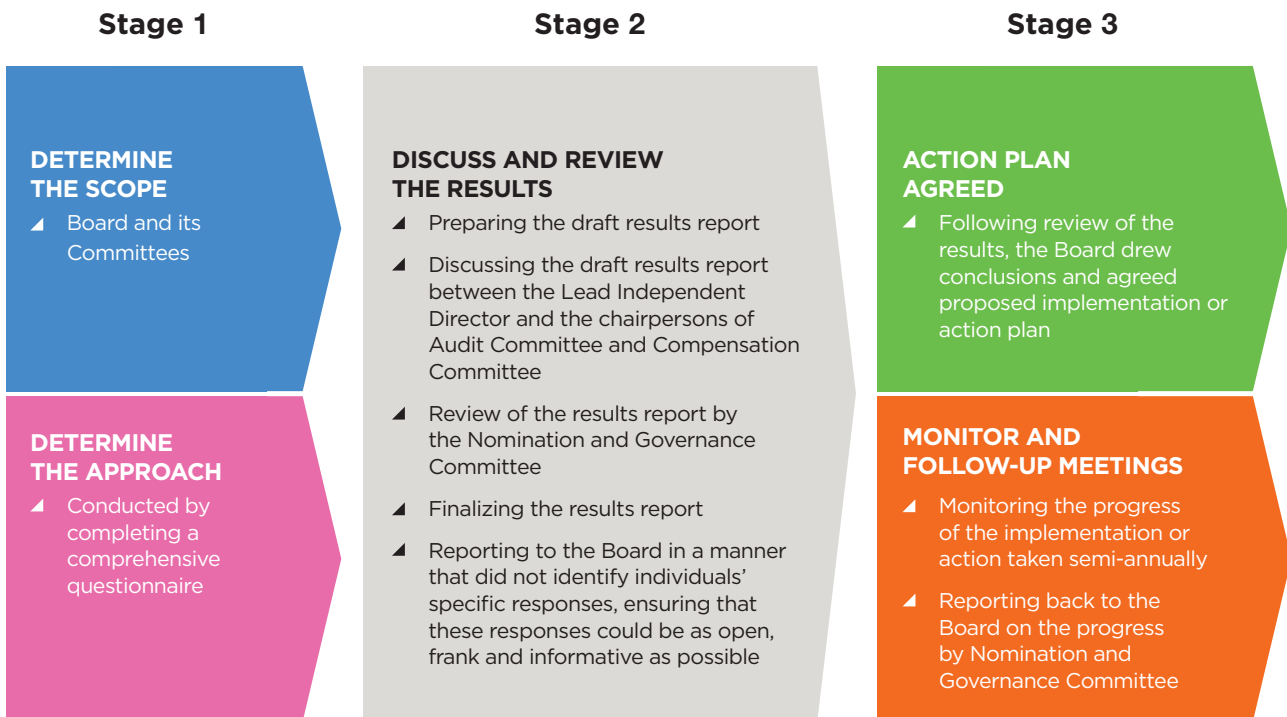 Stage 1
DETERMINE
THE SCOPE
Board and its
Committees
DETERMINE
THE APPROACH
Conducted by
completing a
comprehensive
questionnaire
Stage 2
DISCUSS AND REVIEW
THE RESULTS
Preparing the draft results report
Discussing the draft results report
between the Lead Independent
Director and the chairpersons of
Audit Committee and Compensation
Committee
Review of the results report by
the Nomination and Governance
Committee
Finalizing the results report
Reporting to the Board in a manner
that did not identify individuals’
specific responses, ensuring that
these responses could be as open,
frank and informative as possible
Stage 3
ACTION PLAN
AGREED
Following review of the
results, the Board drew
conclusions and agreed
proposed implementation or
action plan
MONITOR AND
FOLLOW-UP MEETINGS
Monitoring the progress
of the implementation or
action taken semi-annually
Reporting back to the
Board on the progress
by Nomination and
Governance Committee